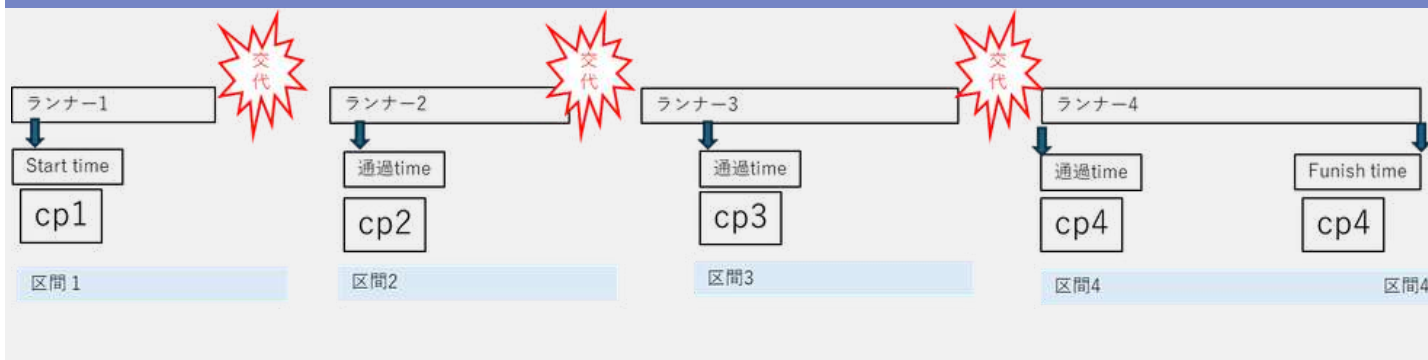 交
代
交
代
交
代
ランナー1
ランナー2
ランナー3
ランナー4
Start time
通過time
通過time
通過time
Funish time
cp1
cp2
cp3
cp4
cp4
区間 1
区間2
区間3
区間4
区間4